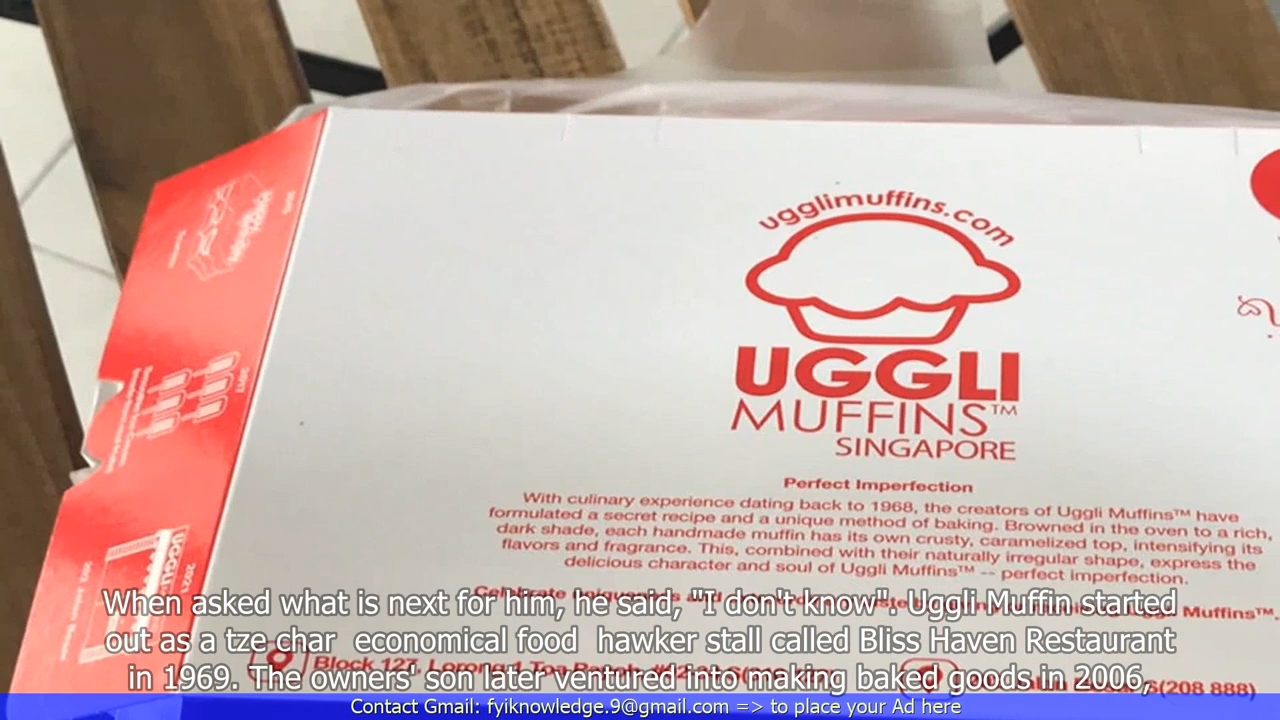 ugglimuffins.com
UGGLI
MUFFINS™
SINGAPORE
Perfect Imperfection
With culinary experience dating back to 1968, the creators of Uggli Muffins™ have
formulated a secret recipe and a unique method of baking. Browned in the oven to a rich,
dark shade, each handmade muffin has its own crusty, caramelized top, intensifying its
flavors and fragrance. This, combined with their naturally irregular shape, express the
delicious character and soul of Uggli Muffins™ -- perfect imperfection.
Celebrate Muffins™.
When asked what is next for him, he said, "I don't know". Uggli Muffin started
out as a tze char economical food hawker stall called Bliss Haven Restaurant
in 1969. The owners' son later ventured into making baked goods in 2006,
Block Lorong 1 S(208 888)
2017
2021
UGGLI
Contact Gmail: fyiknowledge.9@gmail.com => to place your Ad here